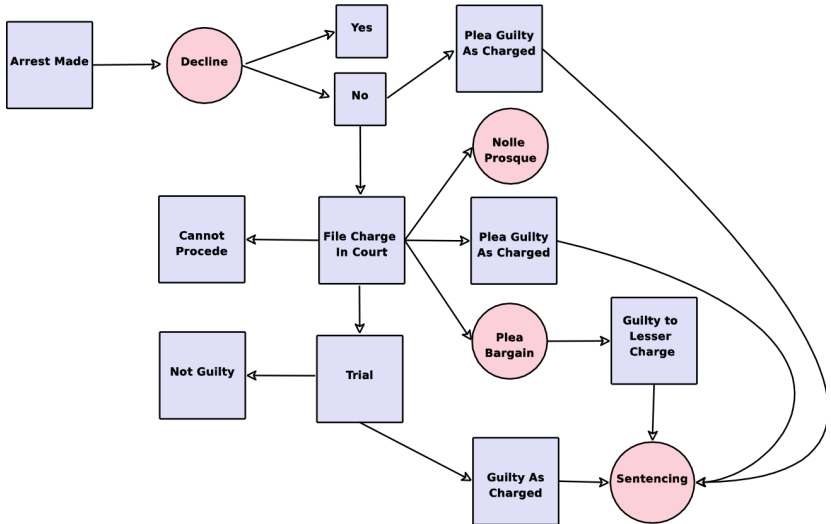 Arrest Made
Decline
Yes
No
Plea Guilty
As Charged
Nolle
Prosque
Cannot
Procede
File Charge
In Court
Plea Guilty
As Charged
Plea
Bargain
Guilty to
Lesser
Charge
Not Guilty
Trial
Guilty As
Charged
Sentencing